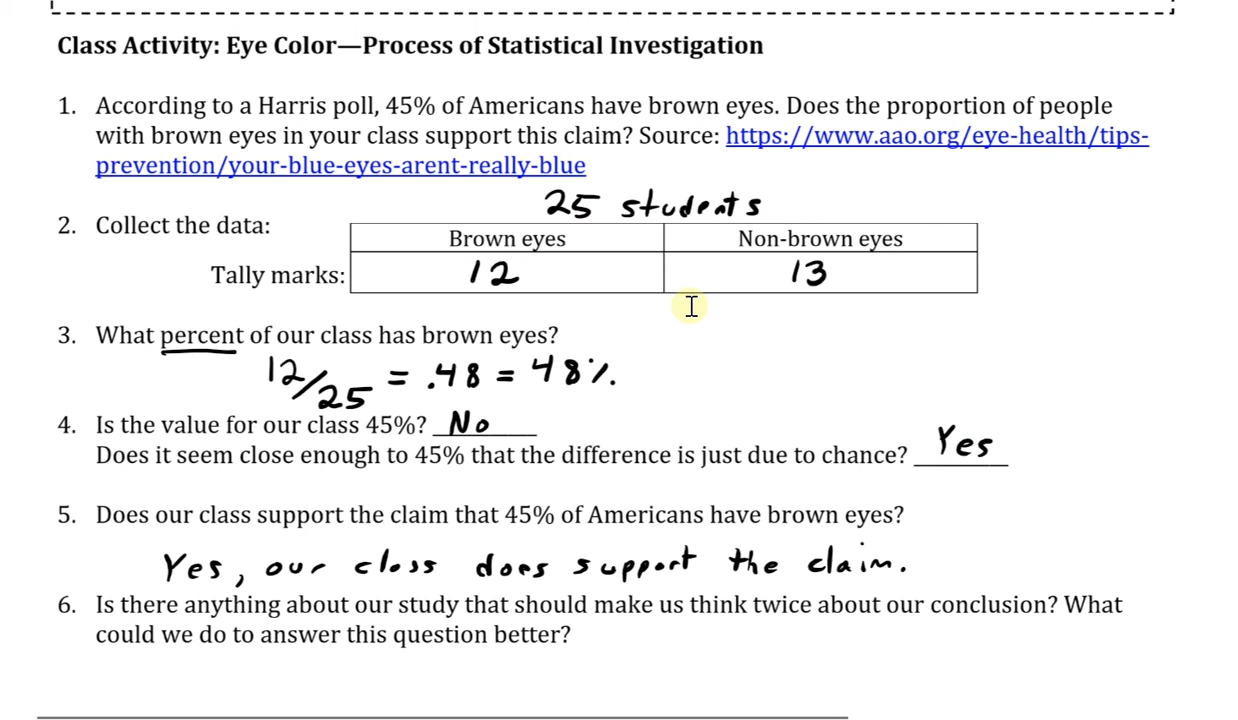 Class Activity: Eye Color—Process of Statistical Investigation
1. According to a Harris poll, 45% of Americans have brown eyes. Does the proportion of people
with brown eyes in your class support this claim? Source: https://www.aao.org/eye-health/tips-
prevention/your-blue-eyes-arent-really-blue
25 students
2. Collect the data:
Brown eyes Non-brown eyes
Tally marks: 12 13
3. What percent of our class has brown eyes?
12/25 = .48 = 48%.
4. Is the value for our class 45%? No
Does it seem close enough to 45% that the difference is just due to chance? Yes
5. Does our class support the claim that 45% of Americans have brown eyes?
Yes, our class does support the claim.
6. Is there anything about our study that should make us think twice about our conclusion? What
could we do to answer this question better?